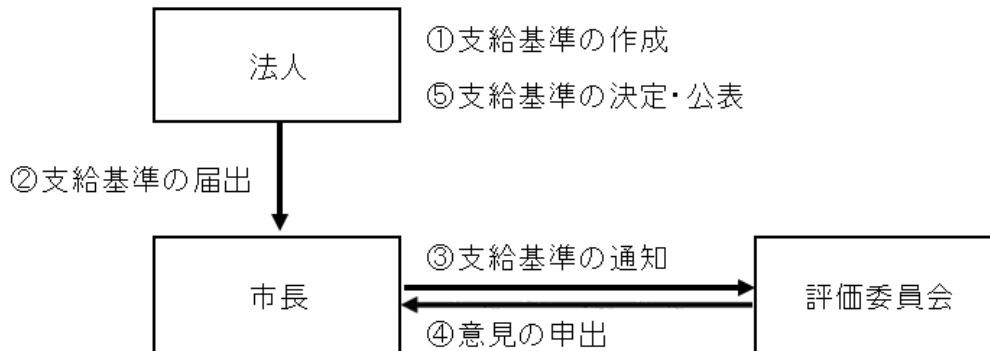 法人
①支給基準の作成
⑤支給基準の決定・公表
②支給基準の届出
市長
③支給基準の通知
④意見の申出
評価委員会